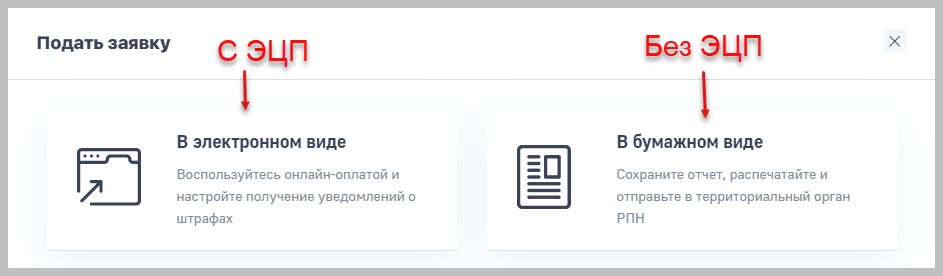 Подать заявку
С ЭЦП
Без ЭЦП
В электронном виде
Воспользуйтесь онлайн-оплатой и
настройте получение уведомлений о
штрафах
В бумажном виде
Сохраните отчет, распечатайте и
отправьте в территориальный орган
РПН